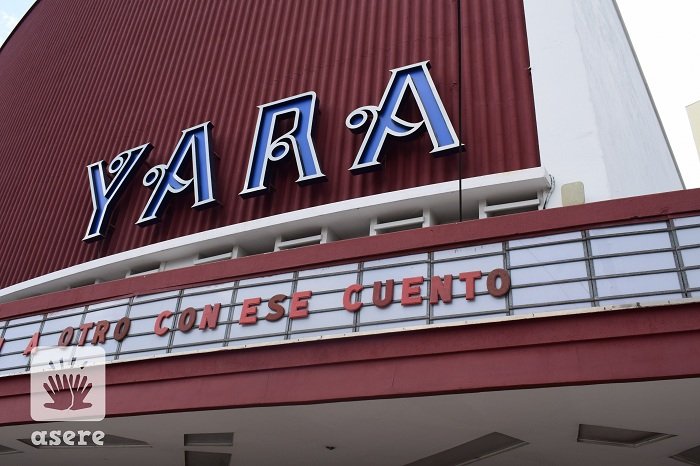 YARA
A OTRO CON ESE CUENTO
asere